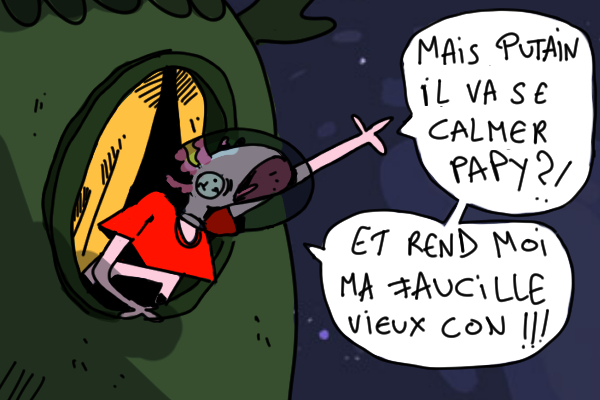 MAIS PUTAIN
iL VA SE
CALMER
PAPY?!
ET REND MOI
MA FAUCiLLE
ViEUX CON !!!